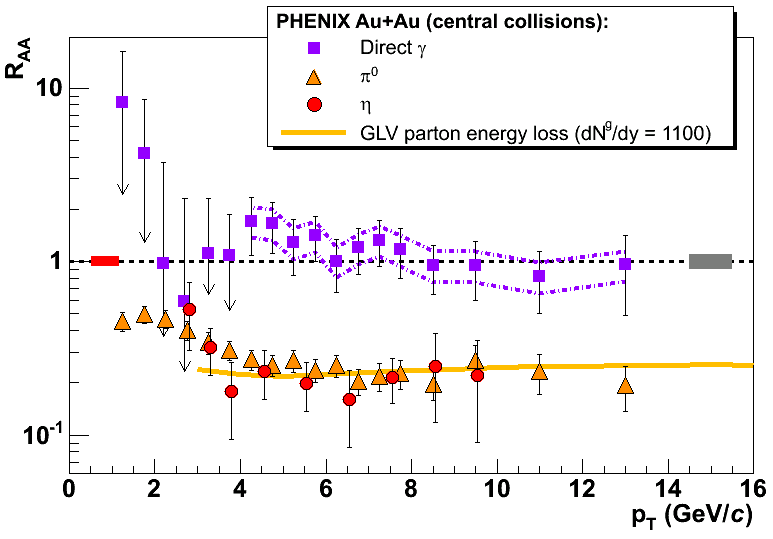 PHENIX Au+Au (central collisions):
Direct γ
π⁰
η
GLV parton energy loss (dNᵍ/dy = 1100)
R_AA
10
1
10⁻¹
0 2 4 6 8 10 12 14 16
p_T (GeV/c)